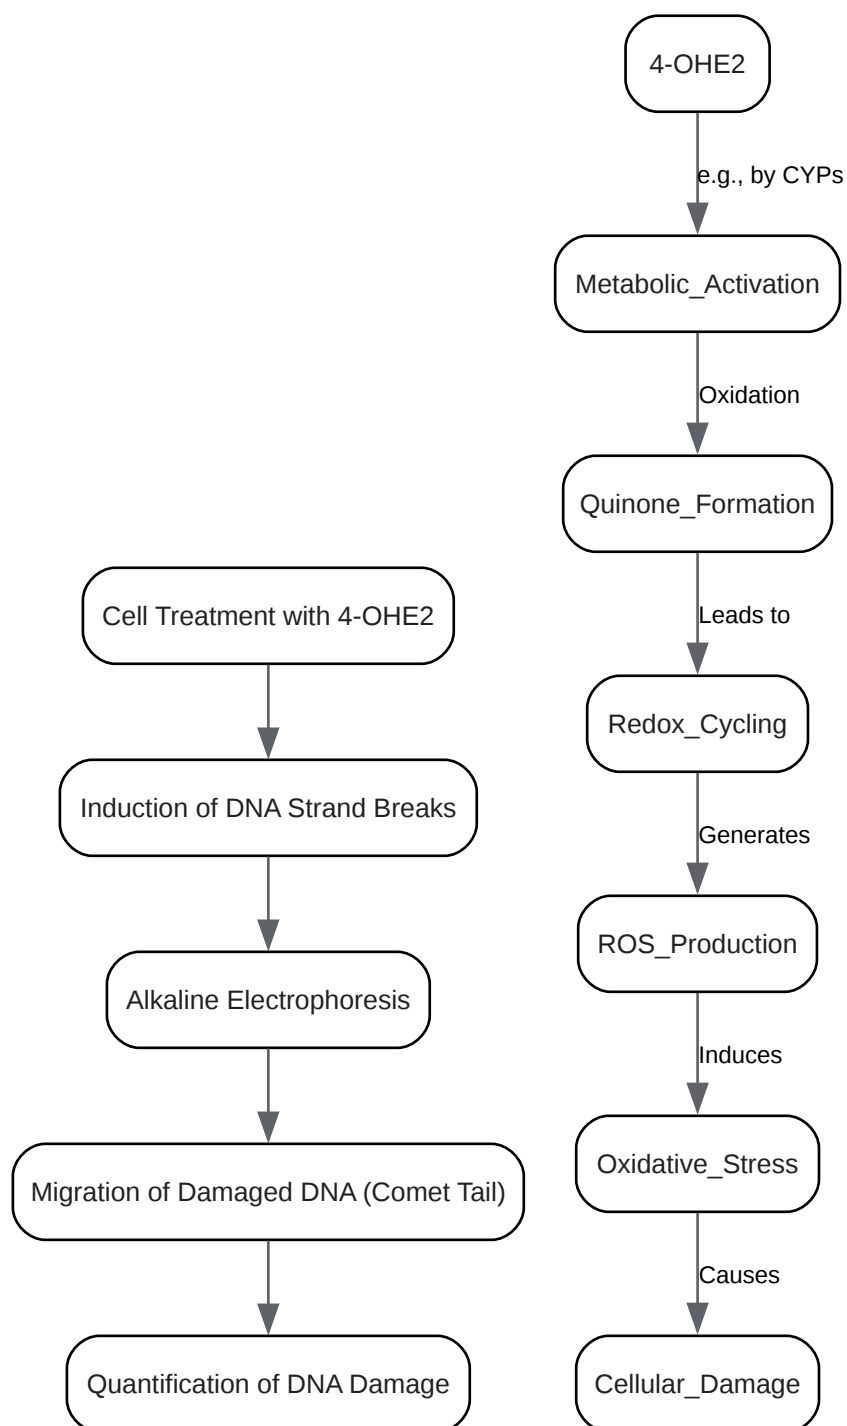 4-OHE2
e.g., by CYPs
Metabolic_Activation
Oxidation
Quinone_Formation
Leads to
Redox_Cycling
Generates
ROS_Production
Induces
Oxidative_Stress
Causes
Cellular_Damage
Cell Treatment with 4-OHE2
Induction of DNA Strand Breaks
Alkaline Electrophoresis
Migration of Damaged DNA (Comet Tail)
Quantification of DNA Damage